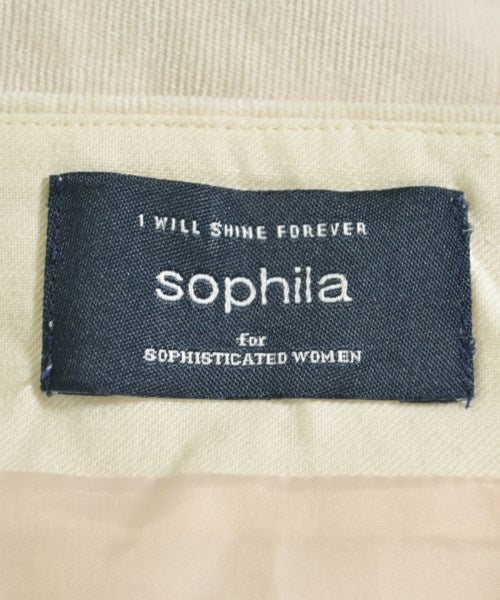 I WILL SHINE FOREVER
sophila
for
SOPHISTICATED WOMEN